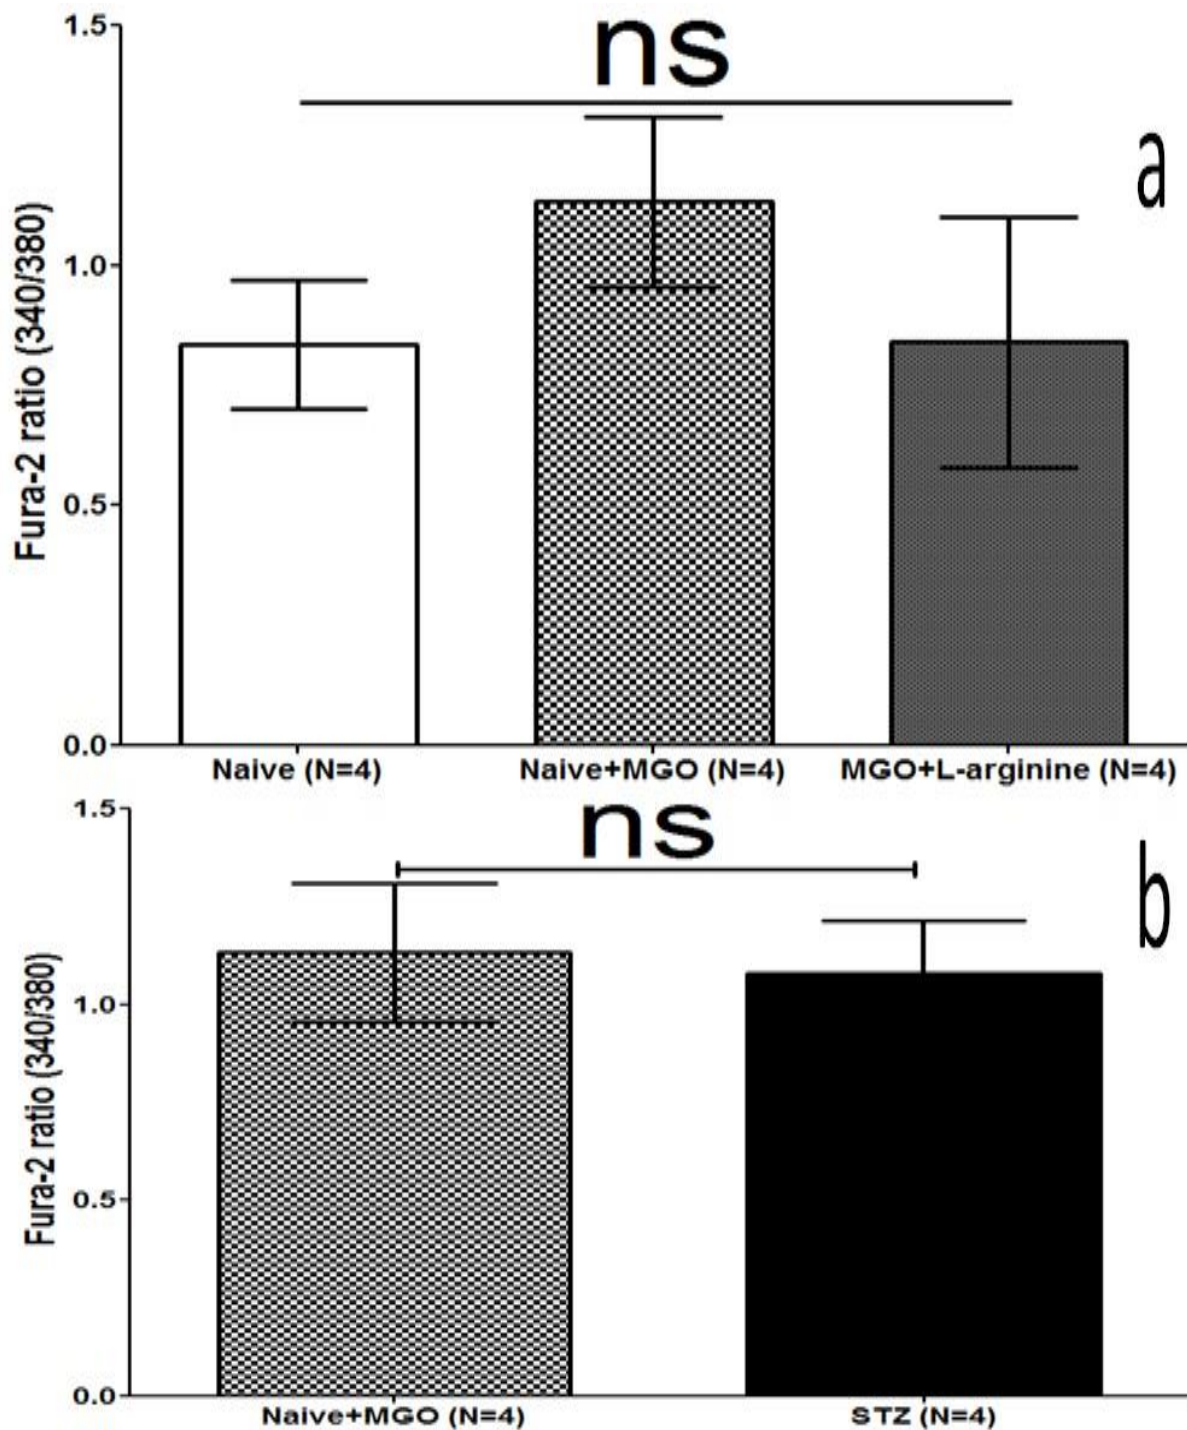 ns
a
1.5
1.0
0.5
0.0
Fura-2 ratio (340/380)
Naive (N=4)
Naive+MGO (N=4)
MGO+L-arginine (N=4)
ns
b
1.5
1.0
0.5
0.0
Fura-2 ratio (340/380)
Naive+MGO (N=4)
STZ (N=4)